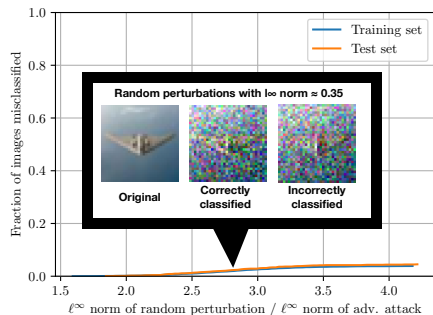 1.0
0.8
0.6
0.4
0.2
0.0
Fraction of images misclassified
Training set
Test set
Random perturbations with l∞ norm ≈ 0.35
Original
Correctly classified
Incorrectly classified
1.5 2.0 2.5 3.0 3.5 4.0
ℓ∞ norm of random perturbation / ℓ∞ norm of adv. attack